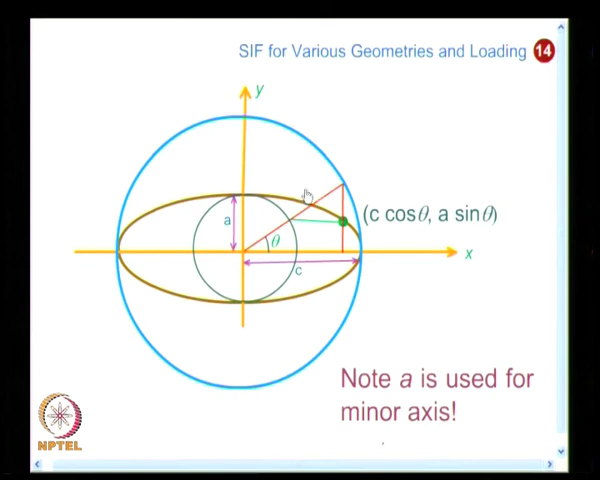 SIF for Various Geometries and Loading 14
y
(c cosθ, a sinθ)
a
θ
x
c
Note a is used for
minor axis!
NPTEL